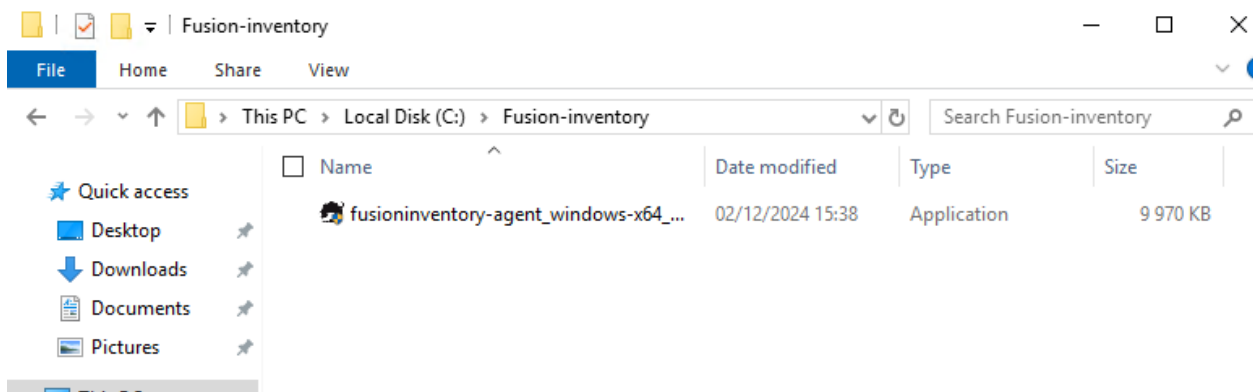 Fusion-inventory
File Home Share View
This PC Local Disk (C:) Fusion-inventory Search Fusion-inventory
Name Date modified Type Size
Quick access
fusioninventory-agent_windows-x64_... 02/12/2024 15:38 Application 9 970 KB
Desktop
Downloads
Documents
Pictures